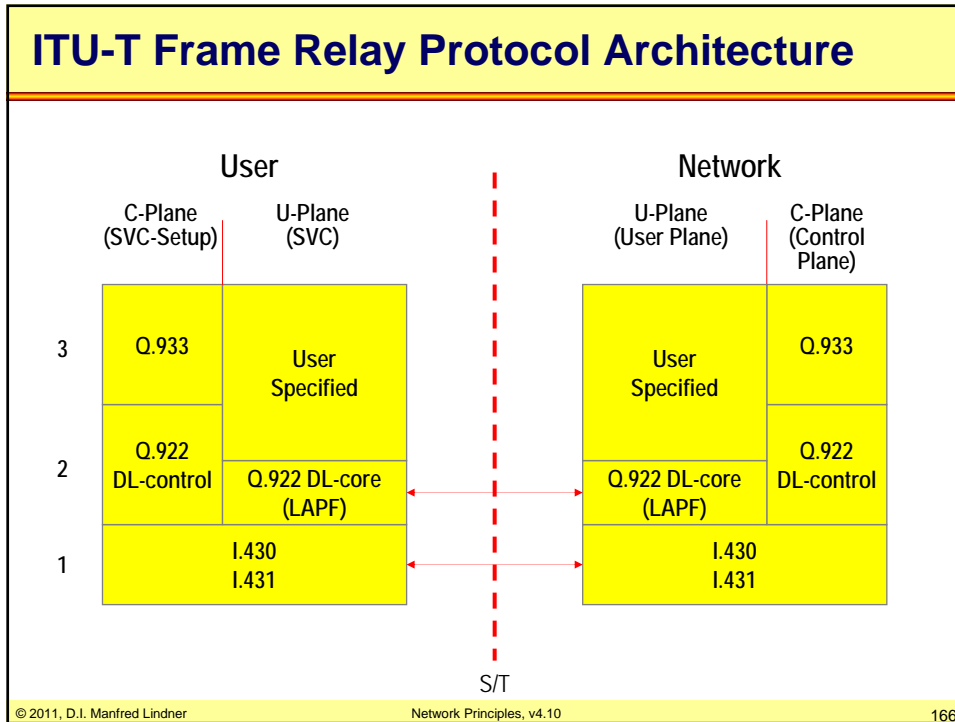 ITU-T Frame Relay Protocol Architecture
User
Network
C-Plane
(SVC-Setup)
U-Plane
(SVC)
U-Plane
(User Plane)
C-Plane
(Control
Plane)
3
Q.933
User
Specified
User
Specified
Q.933
2
Q.922
DL-control
Q.922 DL-core
(LAPF)
Q.922 DL-core
(LAPF)
Q.922
DL-control
1
I.430
I.431
I.430
I.431
S/T
© 2011, D.I. Manfred Lindner
Network Principles, v4.10
166